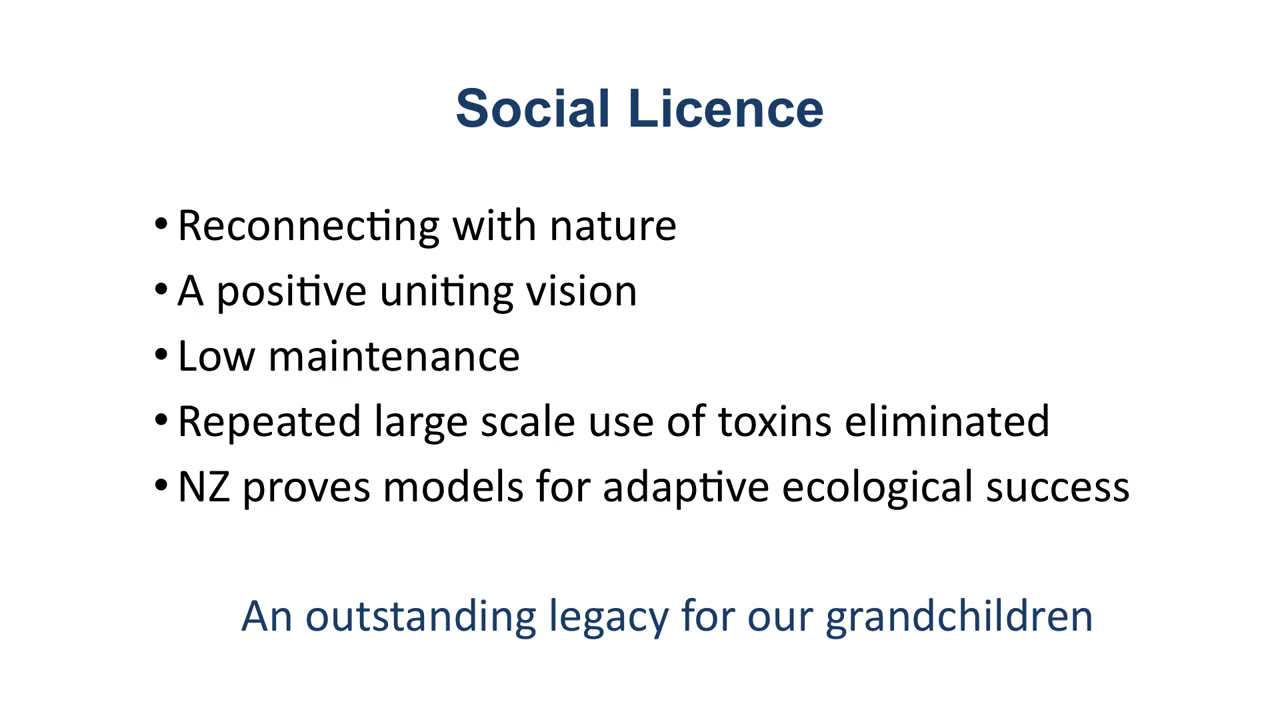 Social Licence
• Reconnecting with nature
• A positive uniting vision
• Low maintenance
• Repeated large scale use of toxins eliminated
• NZ proves models for adaptive ecological success
An outstanding legacy for our grandchildren